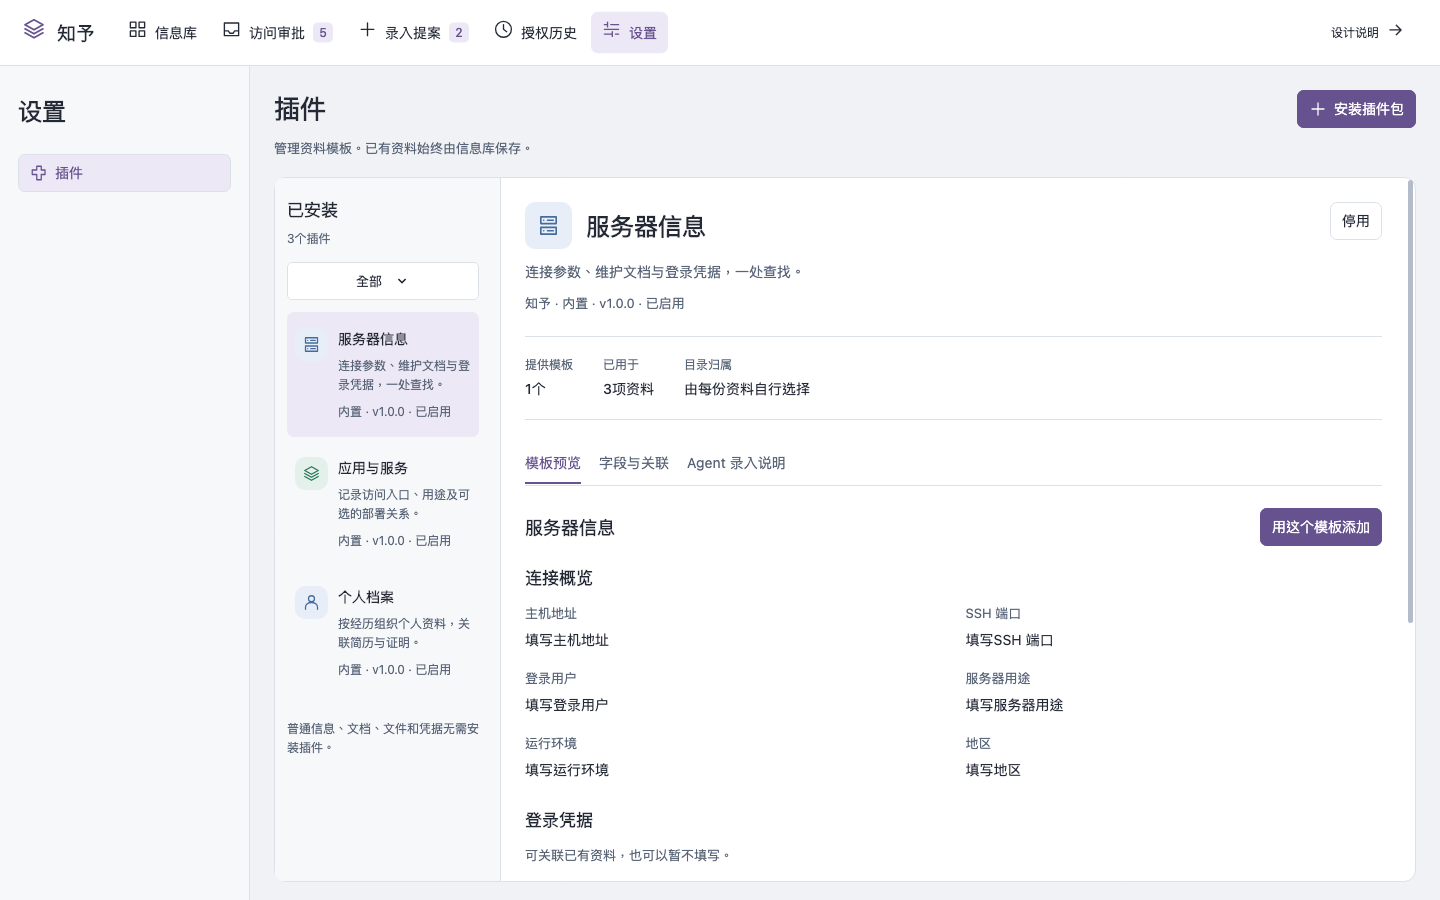 知予
信息库
访问审批 5
录入提案 2
授权历史
设置
设计说明
设置
插件
插件
管理资料模板。已有资料始终由信息库保存。
安装插件包
已安装
3个插件
全部
服务器信息
连接参数、维护文档与登
录凭据，一处查找。
内置 · v1.0.0 · 已启用
应用与服务
记录访问入口、用途及可
选的部署关系。
内置 · v1.0.0 · 已启用
个人档案
按经历组织个人资料，关
联简历与证明。
内置 · v1.0.0 · 已启用
普通信息、文档、文件和凭据无需安
装插件。
服务器信息
停用
连接参数、维护文档与登录凭据，一处查找。
知予 · 内置 · v1.0.0 · 已启用
提供模板
1个
已用于
3项资料
目录归属
由每份资料自行选择
模板预览
字段与关联
Agent 录入说明
服务器信息
用这个模板添加
连接概览
主机地址
填写主机地址
SSH 端口
填写SSH 端口
登录用户
填写登录用户
服务器用途
填写服务器用途
运行环境
填写运行环境
地区
填写地区
登录凭据
可关联已有资料，也可以暂不填写。